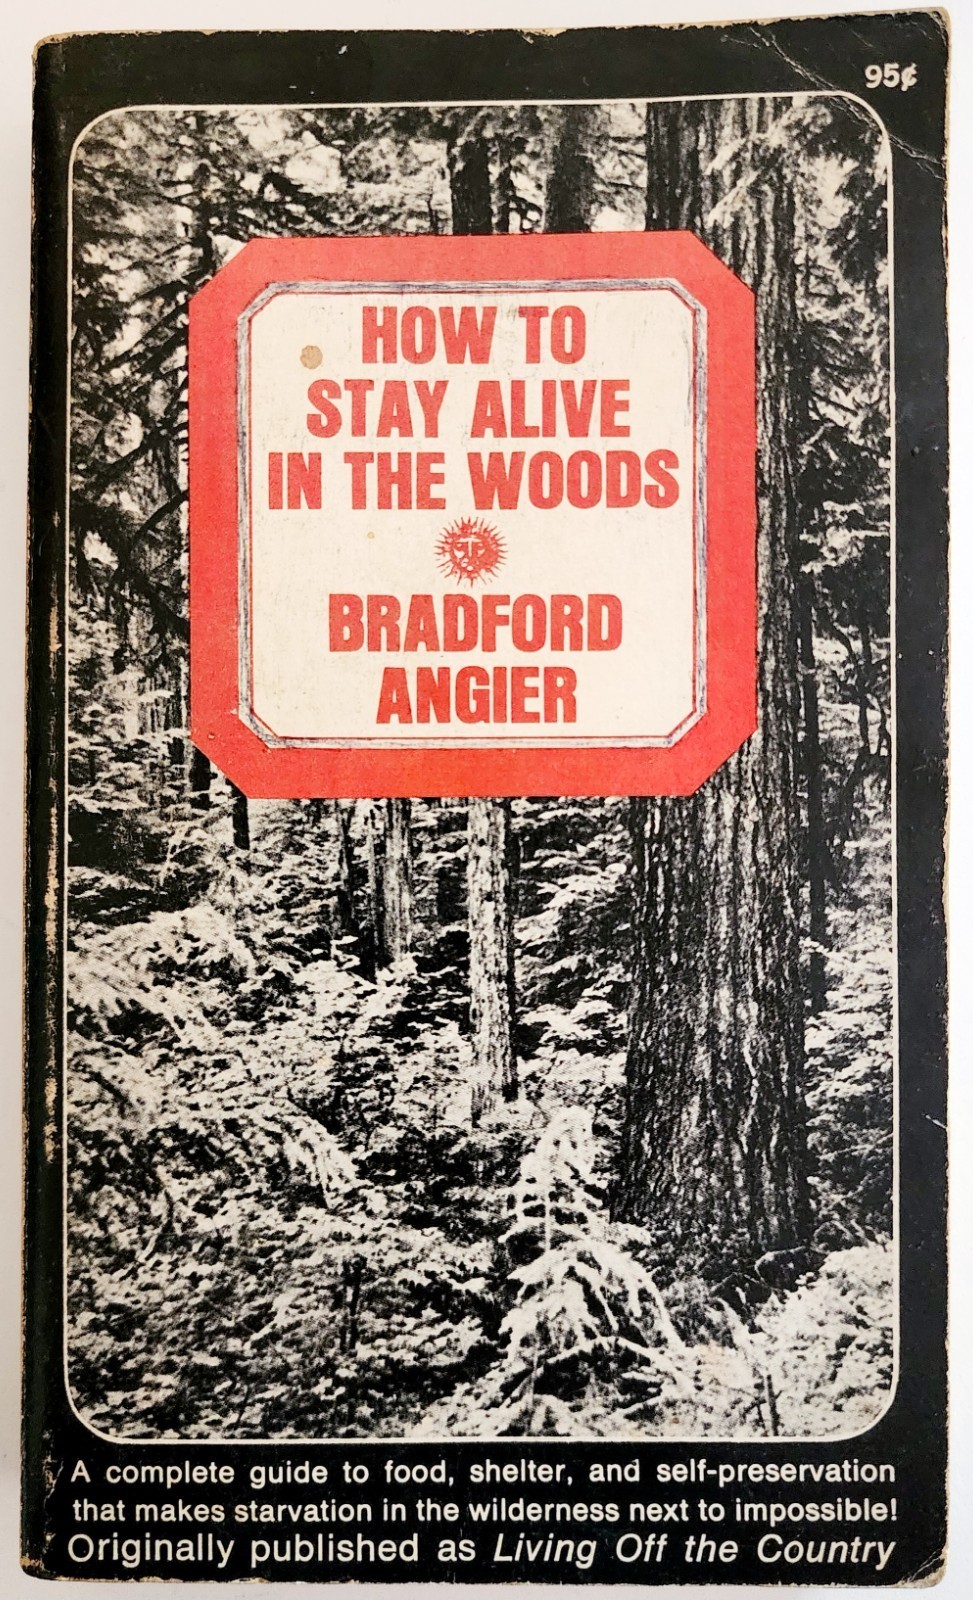 95¢
HOW TO
STAY ALIVE
IN THE WOODS
BRADFORD
ANGIER
A complete guide to food, shelter, and self-preservation
that makes starvation in the wilderness next to impossible!
Originally published as Living Off the Country